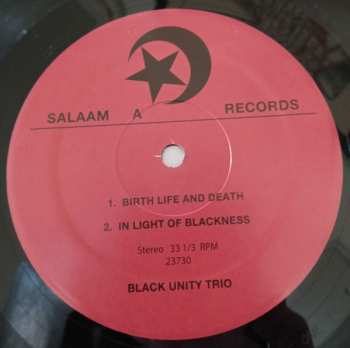 SALAAM A RECORDS
1. BIRTH LIFE AND DEATH
2. IN LIGHT OF BLACKNESS
Stereo 33 1/3 RPM
23730
BLACK UNITY TRIO